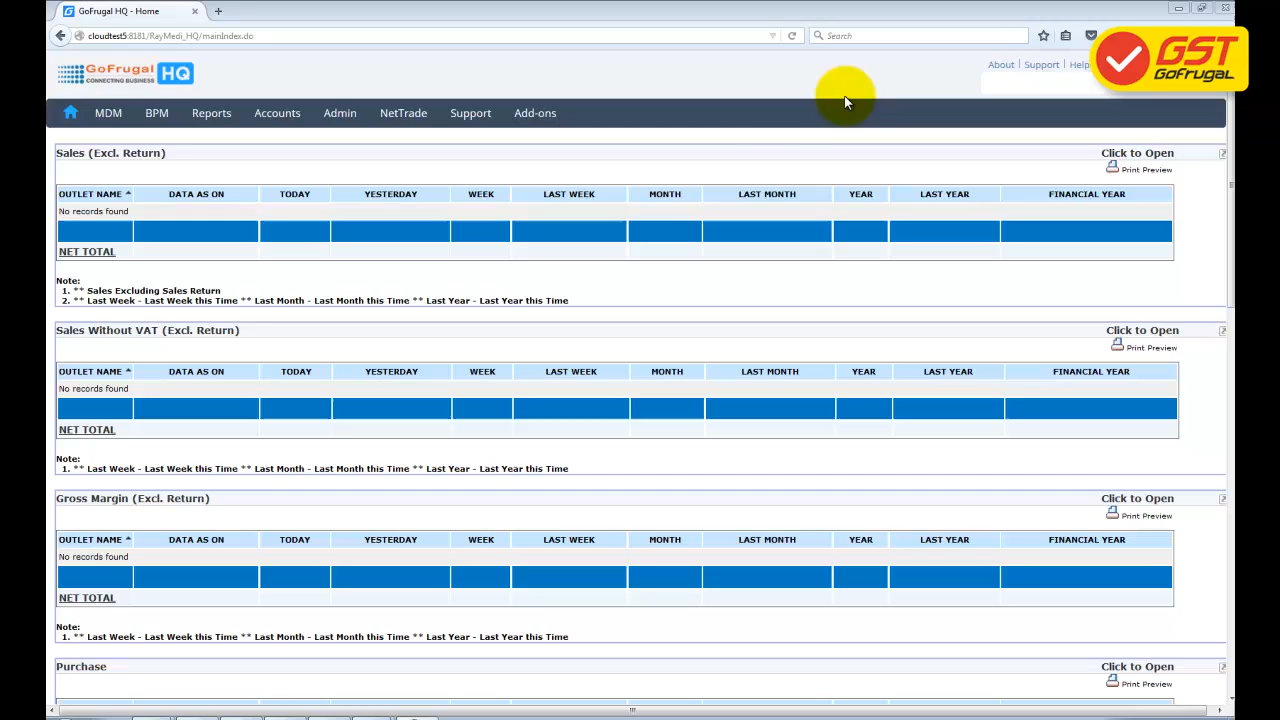 GoFrugal HQ - Home
cloudtest5:8181/RayMedi_HQ/mainIndex.do
Search
GST
GOFRUGAL
GoFrugal HQ
CONNECTING BUSINESS
About Support Help
MDM BPM Reports Accounts Admin NetTrade Support Add-ons
Sales (Excl. Return) Click to Open
Print Preview
OUTLET NAME DATA AS ON TODAY YESTERDAY WEEK LAST WEEK MONTH LAST MONTH YEAR LAST YEAR FINANCIAL YEAR
No records found
NET TOTAL
Note:
1. ** Sales Excluding Sales Return
2. ** Last Week - Last Week this Time ** Last Month - Last Month this Time ** Last Year - Last Year this Time
Sales Without VAT (Excl. Return) Click to Open
Print Preview
OUTLET NAME DATA AS ON TODAY YESTERDAY WEEK LAST WEEK MONTH LAST MONTH YEAR LAST YEAR FINANCIAL YEAR
No records found
NET TOTAL
Note:
1. ** Last Week - Last Week this Time ** Last Month - Last Month this Time ** Last Year - Last Year this Time
Gross Margin (Excl. Return) Click to Open
Print Preview
OUTLET NAME DATA AS ON TODAY YESTERDAY WEEK LAST WEEK MONTH LAST MONTH YEAR LAST YEAR FINANCIAL YEAR
No records found
NET TOTAL
Note:
1. ** Last Week - Last Week this Time ** Last Month - Last Month this Time ** Last Year - Last Year this Time
Purchase Click to Open
Print Preview